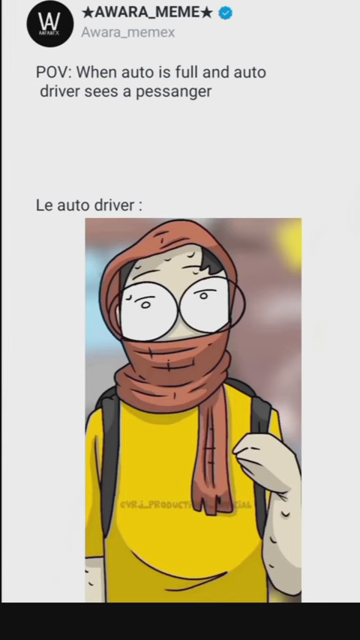 ★AWARA_MEME★
Awara_memex
POV: When auto is full and auto
driver sees a pessanger
Le auto driver :